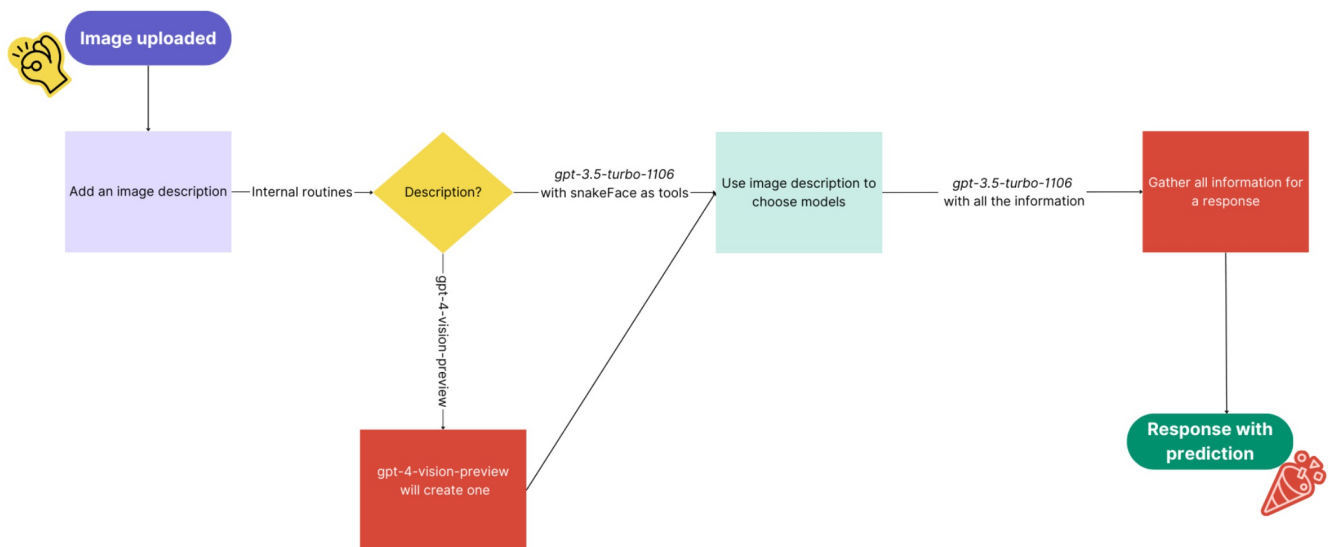 Image uploaded
Add an image description
Internal routines
Description?
gpt-3.5-turbo-1106
with snakeFace as tools
Use image description to
choose models
gpt-3.5-turbo-1106
with all the information
Gather all information for
a response
gpt-4-vision-preview
gpt-4-vision-preview
will create one
Response with
prediction